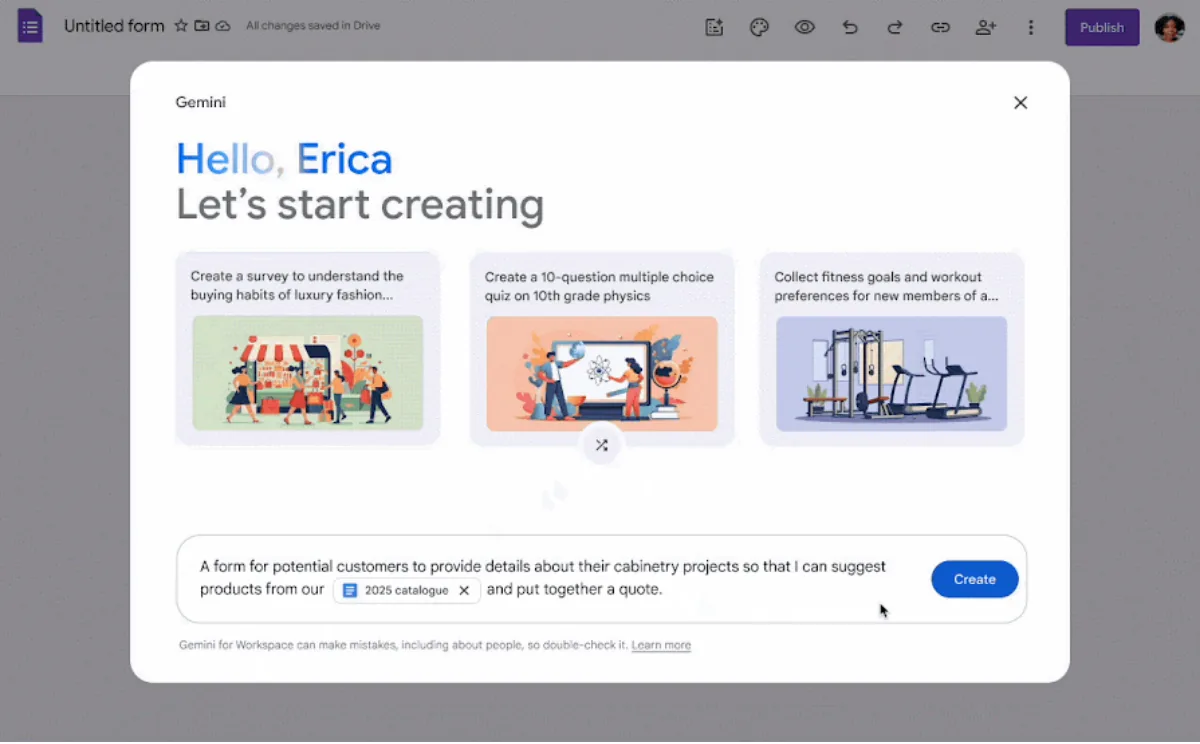 Untitled form
All changes saved in Drive
Publish
Gemini
Hello, Erica
Let's start creating
Create a survey to understand the
buying habits of luxury fashion...
Create a 10-question multiple choice
quiz on 10th grade physics
Collect fitness goals and workout
preferences for new members of a...
A form for potential customers to provide details about their cabinetry projects so that I can suggest
products from our 2025 catalogue and put together a quote.
Create
Gemini for Workspace can make mistakes, including about people, so double-check it. Learn more